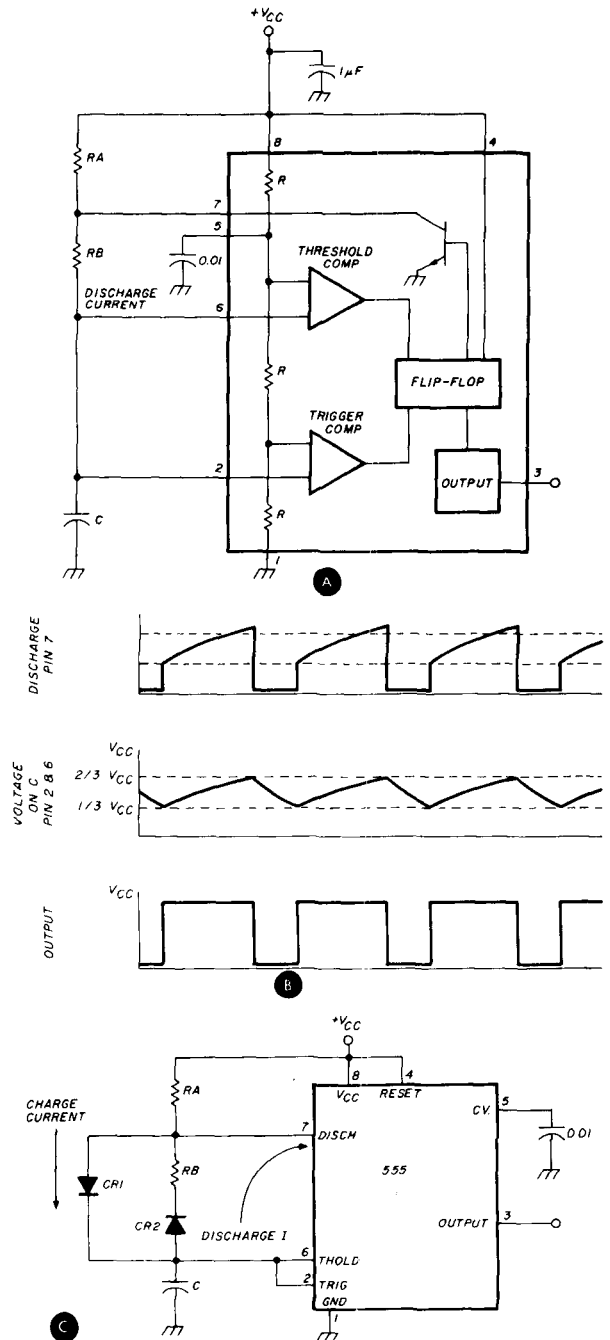 +VCC
1µF
RA
8
4
R
7
5
RB
0.01
THRESHOLD
COMP
DISCHARGE
CURRENT
6
R
FLIP-FLOP
TRIGGER
COMP
2
OUTPUT
3
C
R
1
A
DISCHARGE
PIN 7
VOLTAGE
ON C
PIN 2 & 6
VCC
2/3 VCC
1/3 VCC
OUTPUT
VCC
B
+VCC
RA
8
4
VCC
RESET
CHARGE
CURRENT
5
CV.
7
DISCH
0.01
RB
CR1
555
CR2
DISCHARGE I
OUTPUT
3
6
THOLD
2
TRIG
C
GND
1
C